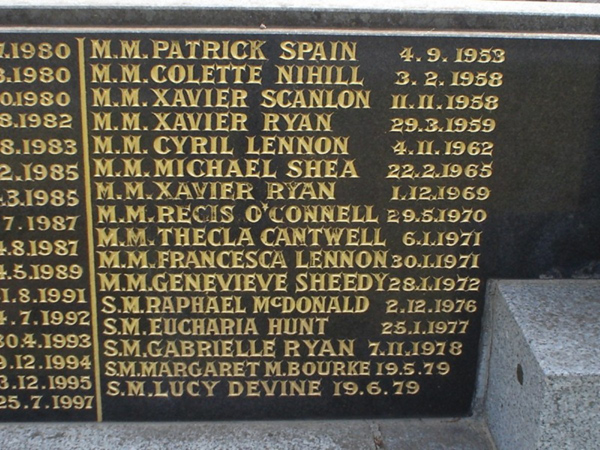 .1980 M.M. PATRICK SPAIN 4. 9. 1953
.1980 M.M. COLETTE NIHILL 3. 2. 1958
.1980 M.M. XAVIER SCANLON 11. 11. 1958
8.1982 M.M. XAVIER RYAN 29.3.1959
8.1983 M.M. CYRIL LENNON 4.11.1962
2.1985 M.M. MICHAEL SHEA 22.2.1965
.3.1985 M.M. XAVIER RYAN 1.12.1969
7.1987 M.M. REGIS O'CONNELL 29.5.1970
4.8.1987 M.M. THECLA CANTWELL 6.1.1971
4.5.1989 M.M. FRANCESCA LENNON 30.1.1971
1.8.1991 M.M. GENEVIEVE SHEEDY 28.1.1972
4.7.1992 S.M. RAPHAEL McDONALD 2.12.1976
30.4.1993 S.M. EUCHARIA HUNT 25.1.1977
9.12.1994 S.M. GABRIELLE RYAN 7.11.1978
3.12.1995 S.M. MARGARET M. BOURKE 19.5.79
25.7.1997 S.M. LUCY DEVINE 19.6.79